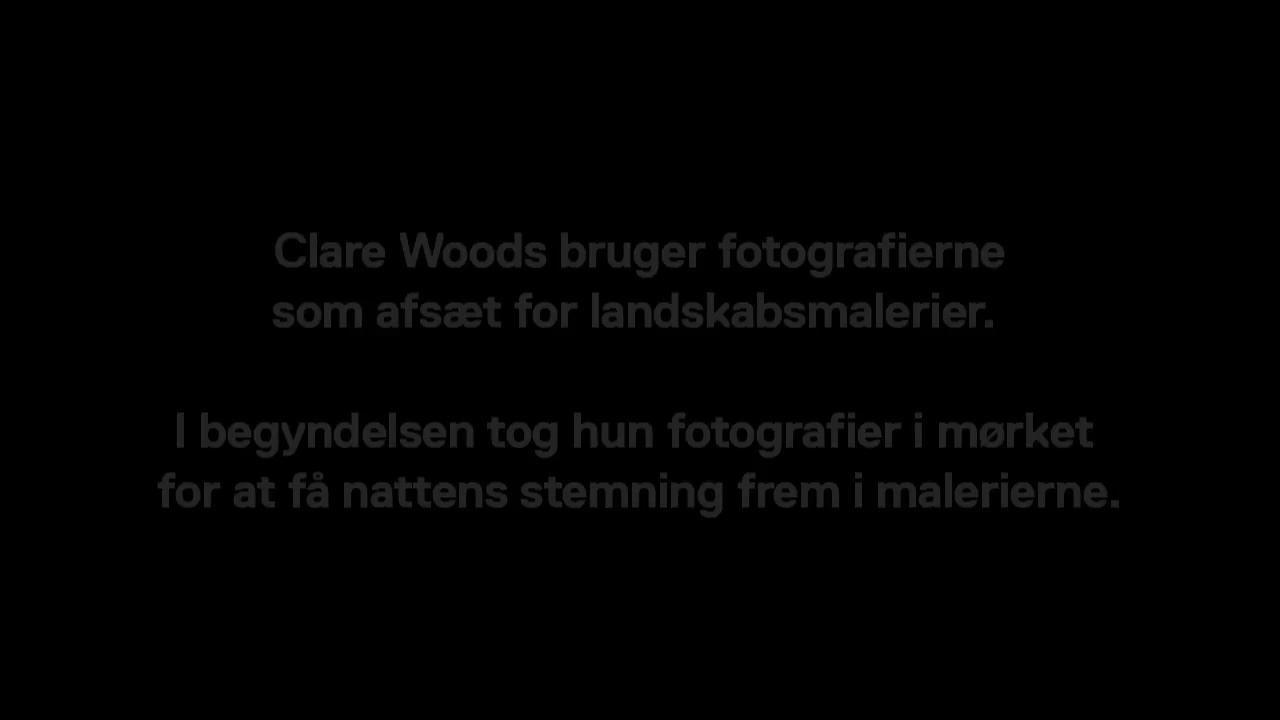 Clare Woods bruger fotografierne
som afsæt for landskabsmalerier.
I begyndelsen tog hun fotografier i mørket
for at få nattens stemning frem i malerierne.